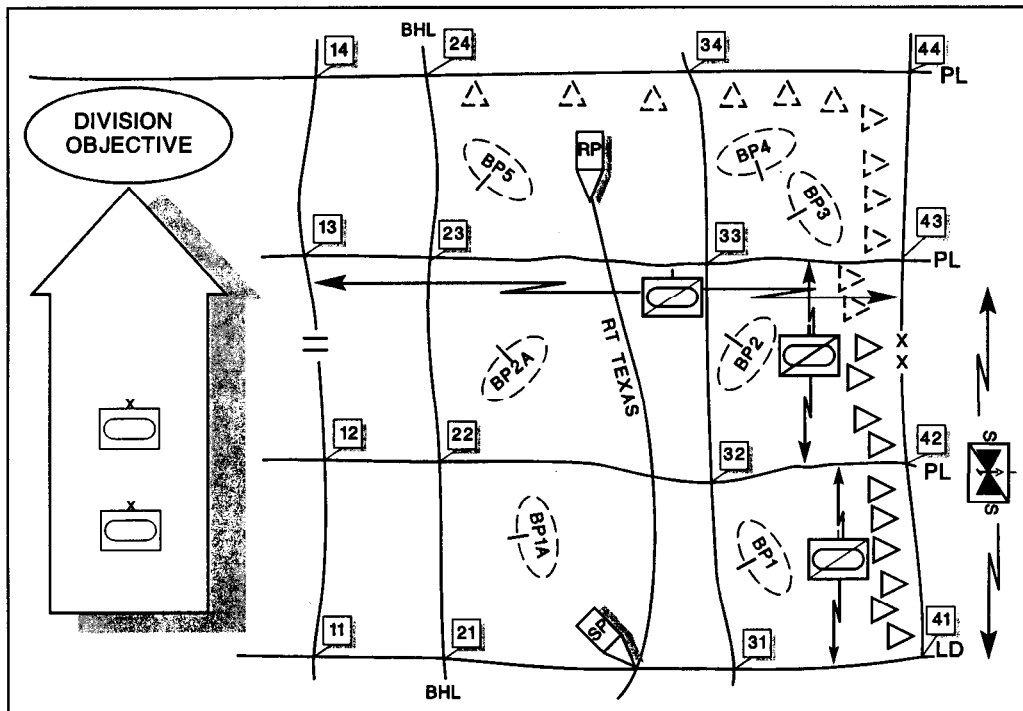 BHL
14
24
34
44
PL
DIVISION
OBJECTIVE
BP5
RP
BP4
BP3
13
23
33
43
PL
RT TEXAS
BP2A
BP2
X
X
X
12
22
32
42
PL
S
S
X
BP1A
BP1
SP
11
21
31
41
LD
BHL